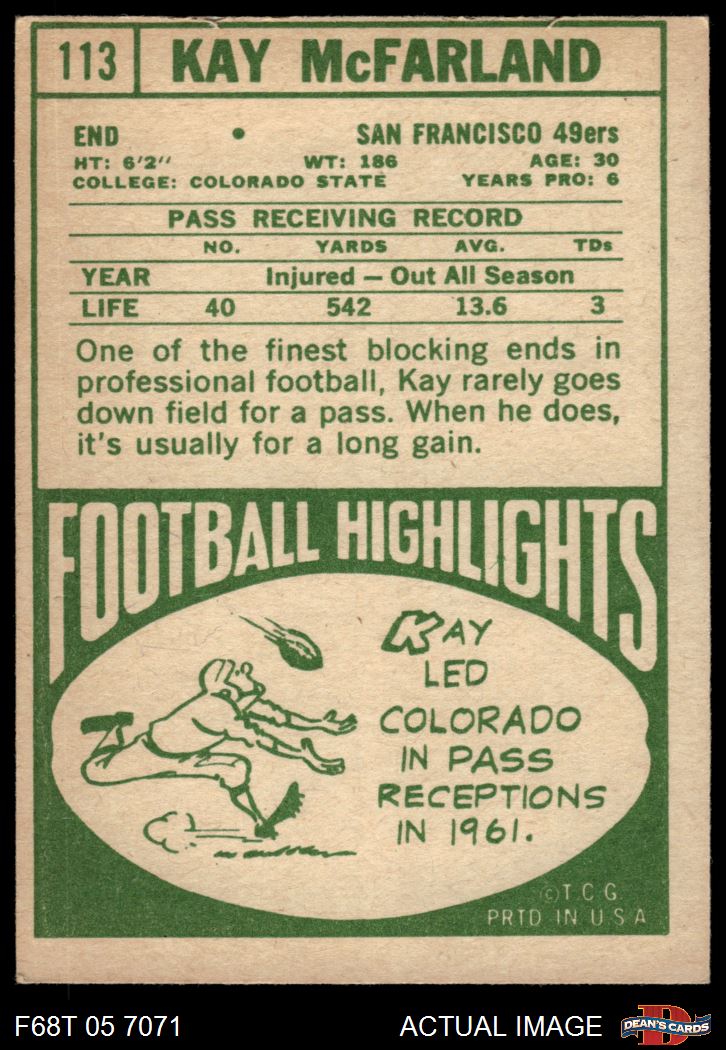 113 KAY McFARLAND
END • SAN FRANCISCO 49ers
HT: 6'2" WT: 186 AGE: 30
COLLEGE: COLORADO STATE YEARS PRO: 6
PASS RECEIVING RECORD
NO. YARDS AVG. TDs
YEAR Injured — Out All Season
LIFE 40 542 13.6 3
One of the finest blocking ends in
professional football, Kay rarely goes
down field for a pass. When he does,
it's usually for a long gain.
FOOTBALL HIGHLIGHTS
KAY
LED
COLORADO
IN PASS
RECEPTIONS
IN 1961.
©T.C.G.
PRTD IN U S A
F68T 05 7071 ACTUAL IMAGE D DEAN'S CARDS